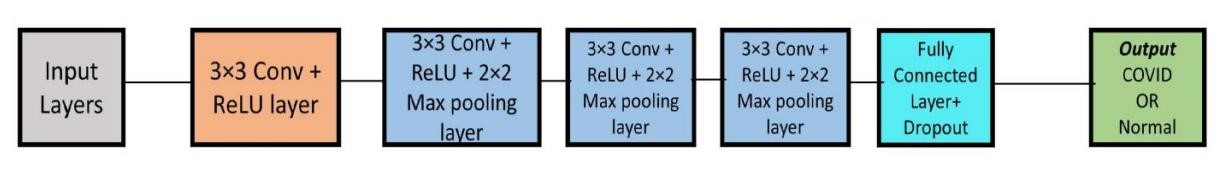 Input
Layers
3×3 Conv +
ReLU layer
3×3 Conv +
ReLU + 2×2
Max pooling
layer
3×3 Conv +
ReLU + 2×2
Max pooling
layer
3×3 Conv +
ReLU + 2×2
Max pooling
layer
Fully
Connected
Layer+
Dropout
Output
COVID
OR
Normal